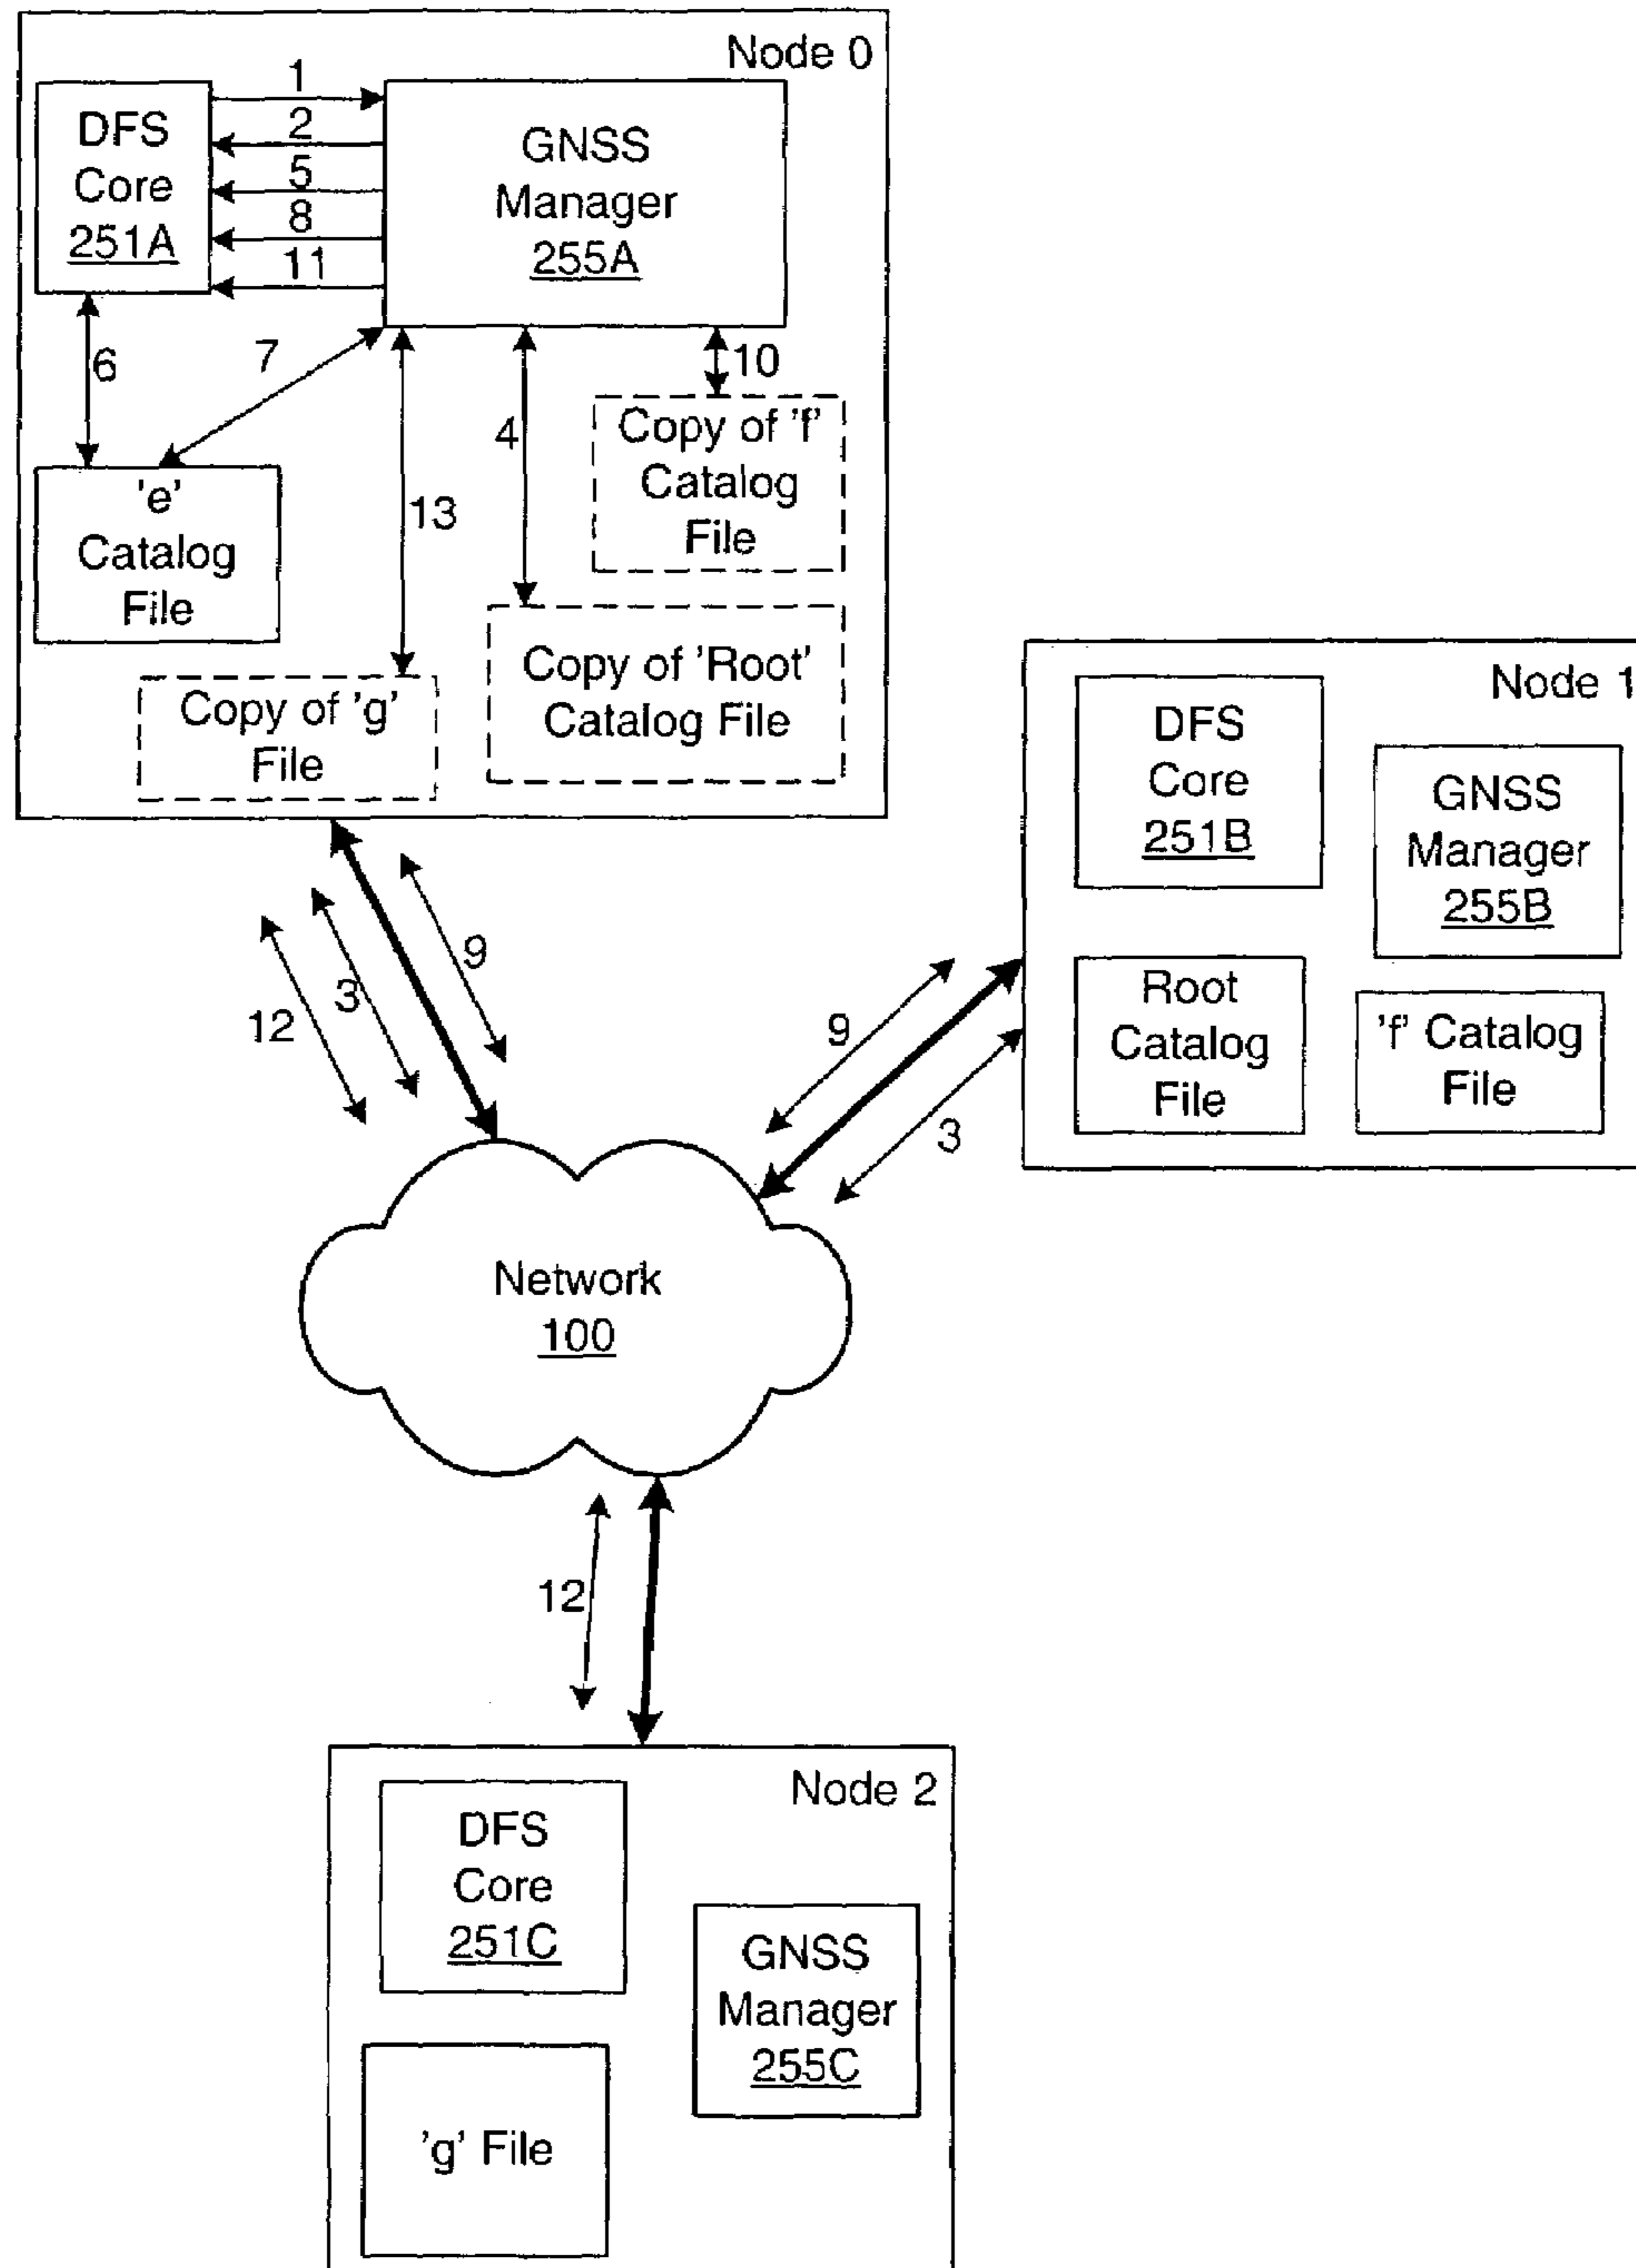 Node 0
1
2
5
8
11
DFS
Core
251A
GNSS
Manager
255A
6
7
13
4
10
Copy of 'f'
Catalog
File
'e'
Catalog
File
Copy of 'Root'
Catalog File
Copy of 'g'
File
Node 1
DFS
Core
251B
GNSS
Manager
255B
Root
Catalog
File
'f' Catalog
File
12
3
9
9
3
Network
100
12
Node 2
DFS
Core
251C
GNSS
Manager
255C
'g' File